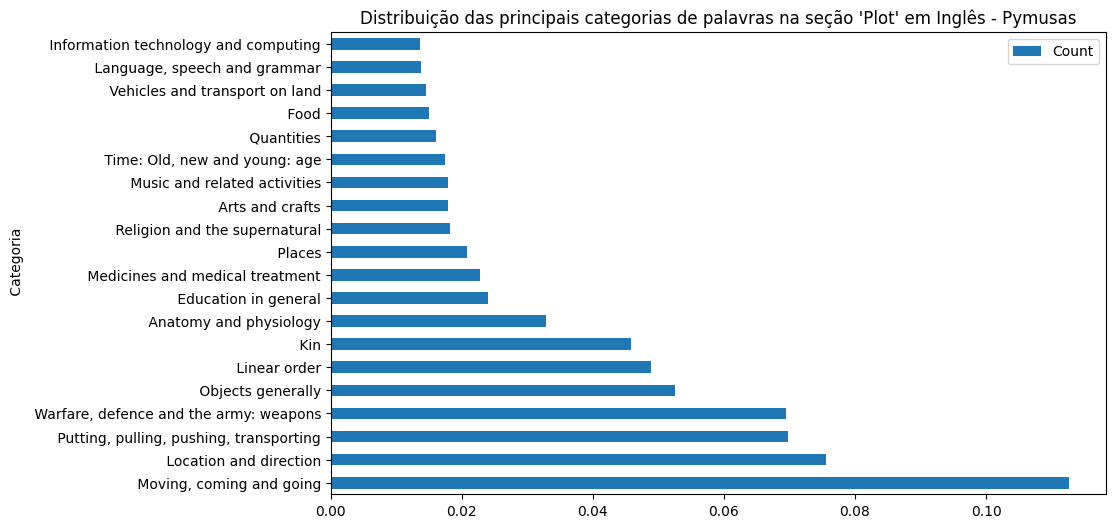 Distribuição das principais categorias de palavras na seção 'Plot' em Inglês - Pymusas
Count
Categoria
Information technology and computing
Language, speech and grammar
Vehicles and transport on land
Food
Quantities
Time: Old, new and young: age
Music and related activities
Arts and crafts
Religion and the supernatural
Places
Medicines and medical treatment
Education in general
Anatomy and physiology
Kin
Linear order
Objects generally
Warfare, defence and the army: weapons
Putting, pulling, pushing, transporting
Location and direction
Moving, coming and going
0.00 0.02 0.04 0.06 0.08 0.10